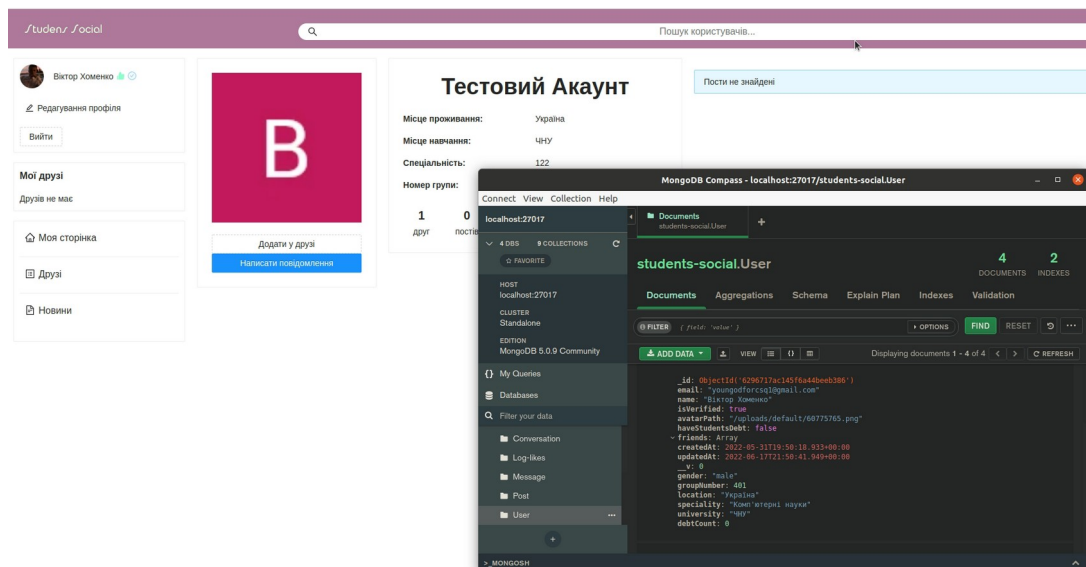 Studens Social
Пошук користувачів...
Віктор Хоменко
Редагування профіля
Вийти
Мої друзі
Друзів не має
Моя сторінка
Друзі
Новини
B
Додати у друзі
Написати повідомлення
Тестовий Акаунт
Місце проживання: Україна
Місце навчання: ЧНУ
Спеціальність: 122
Номер групи:
1 0
друг постів
Пости не знайдені
MongoDB Compass - localhost:27017/students-social.User
Connect View Collection Help
localhost:27017
4 DBS 9 COLLECTIONS
☆ FAVORITE
HOST
localhost:27017
CLUSTER
Standalone
EDITION
MongoDB 5.0.9 Community
{} My Queries
Databases
Filter your data
Conversation
Log-likes
Message
Post
User ...
+
>_MONGOSH
Documents
students-social.User
+
students-social.User
4 2
DOCUMENTS INDEXES
Documents Aggregations Schema Explain Plan Indexes Validation
FILTER { field: 'value' } OPTIONS FIND RESET ...
ADD DATA VIEW {} Displaying documents 1 - 4 of 4 < > REFRESH
_id: ObjectId('6296717ac145f6a44beeb386')
email: "youngodforcsq1@gmail.com"
name: "Віктор Хоменко"
isVerified: true
avatarPath: "/uploads/default/60775765.png"
haveStudentsDebt: false
friends: Array
createdAt: 2022-05-31T19:50:18.933+00:00
updatedAt: 2022-06-17T21:50:41.949+00:00
__v: 0
gender: "male"
groupNumber: 401
location: "Україна"
speciality: "Комп'ютерні науки"
university: "ЧНУ"
debtCount: 0